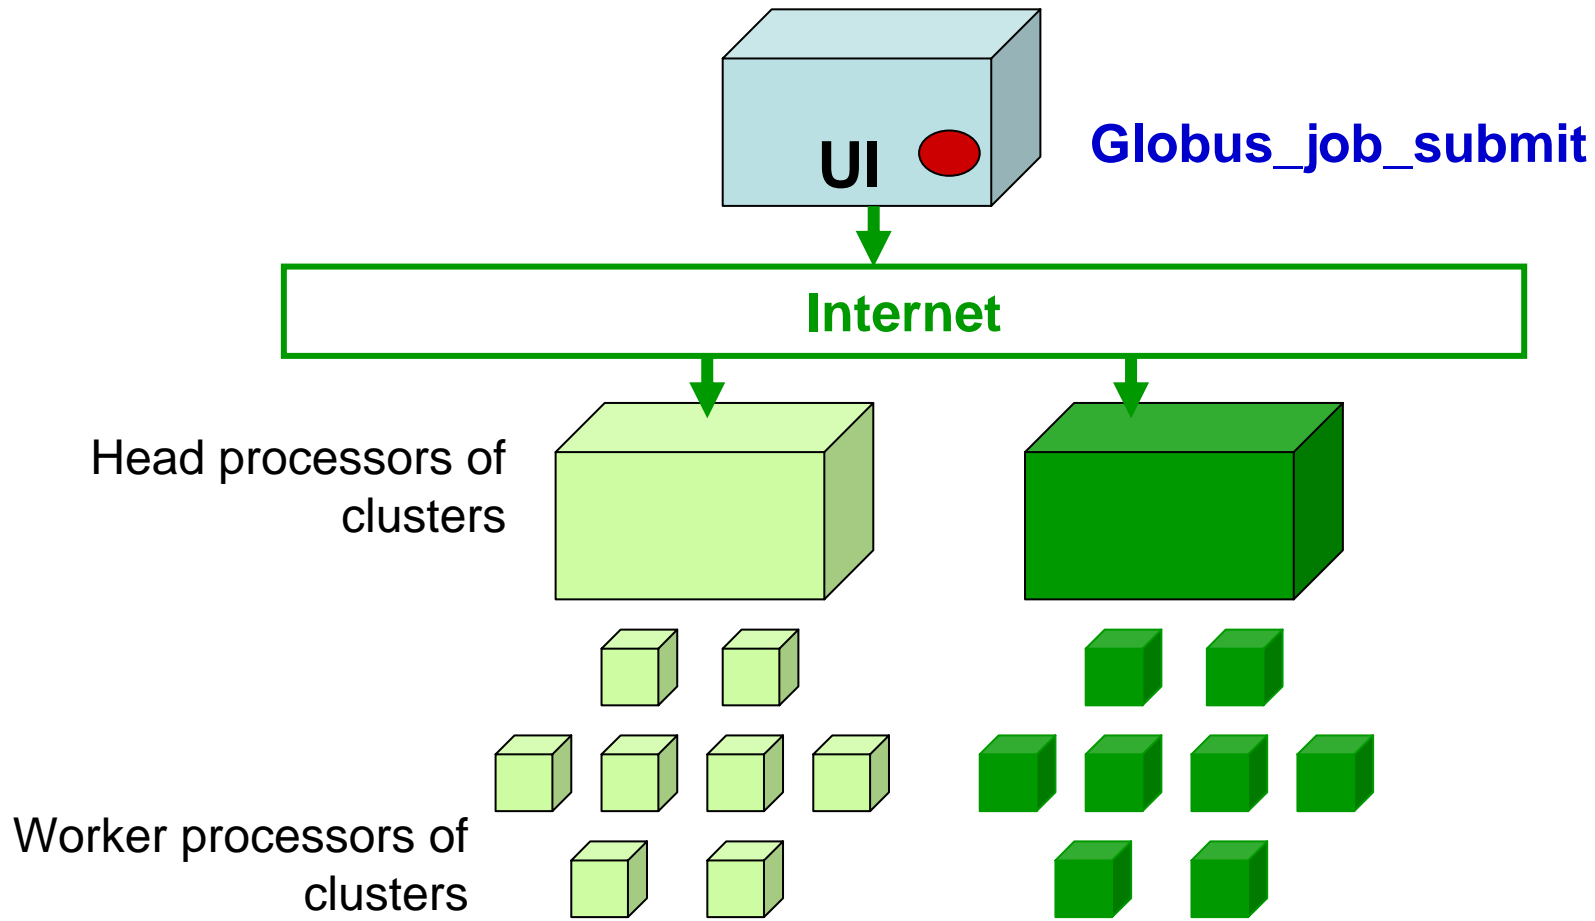 UI
Globus_job_submit
Internet
Head processors of
clusters
Worker processors of
clusters